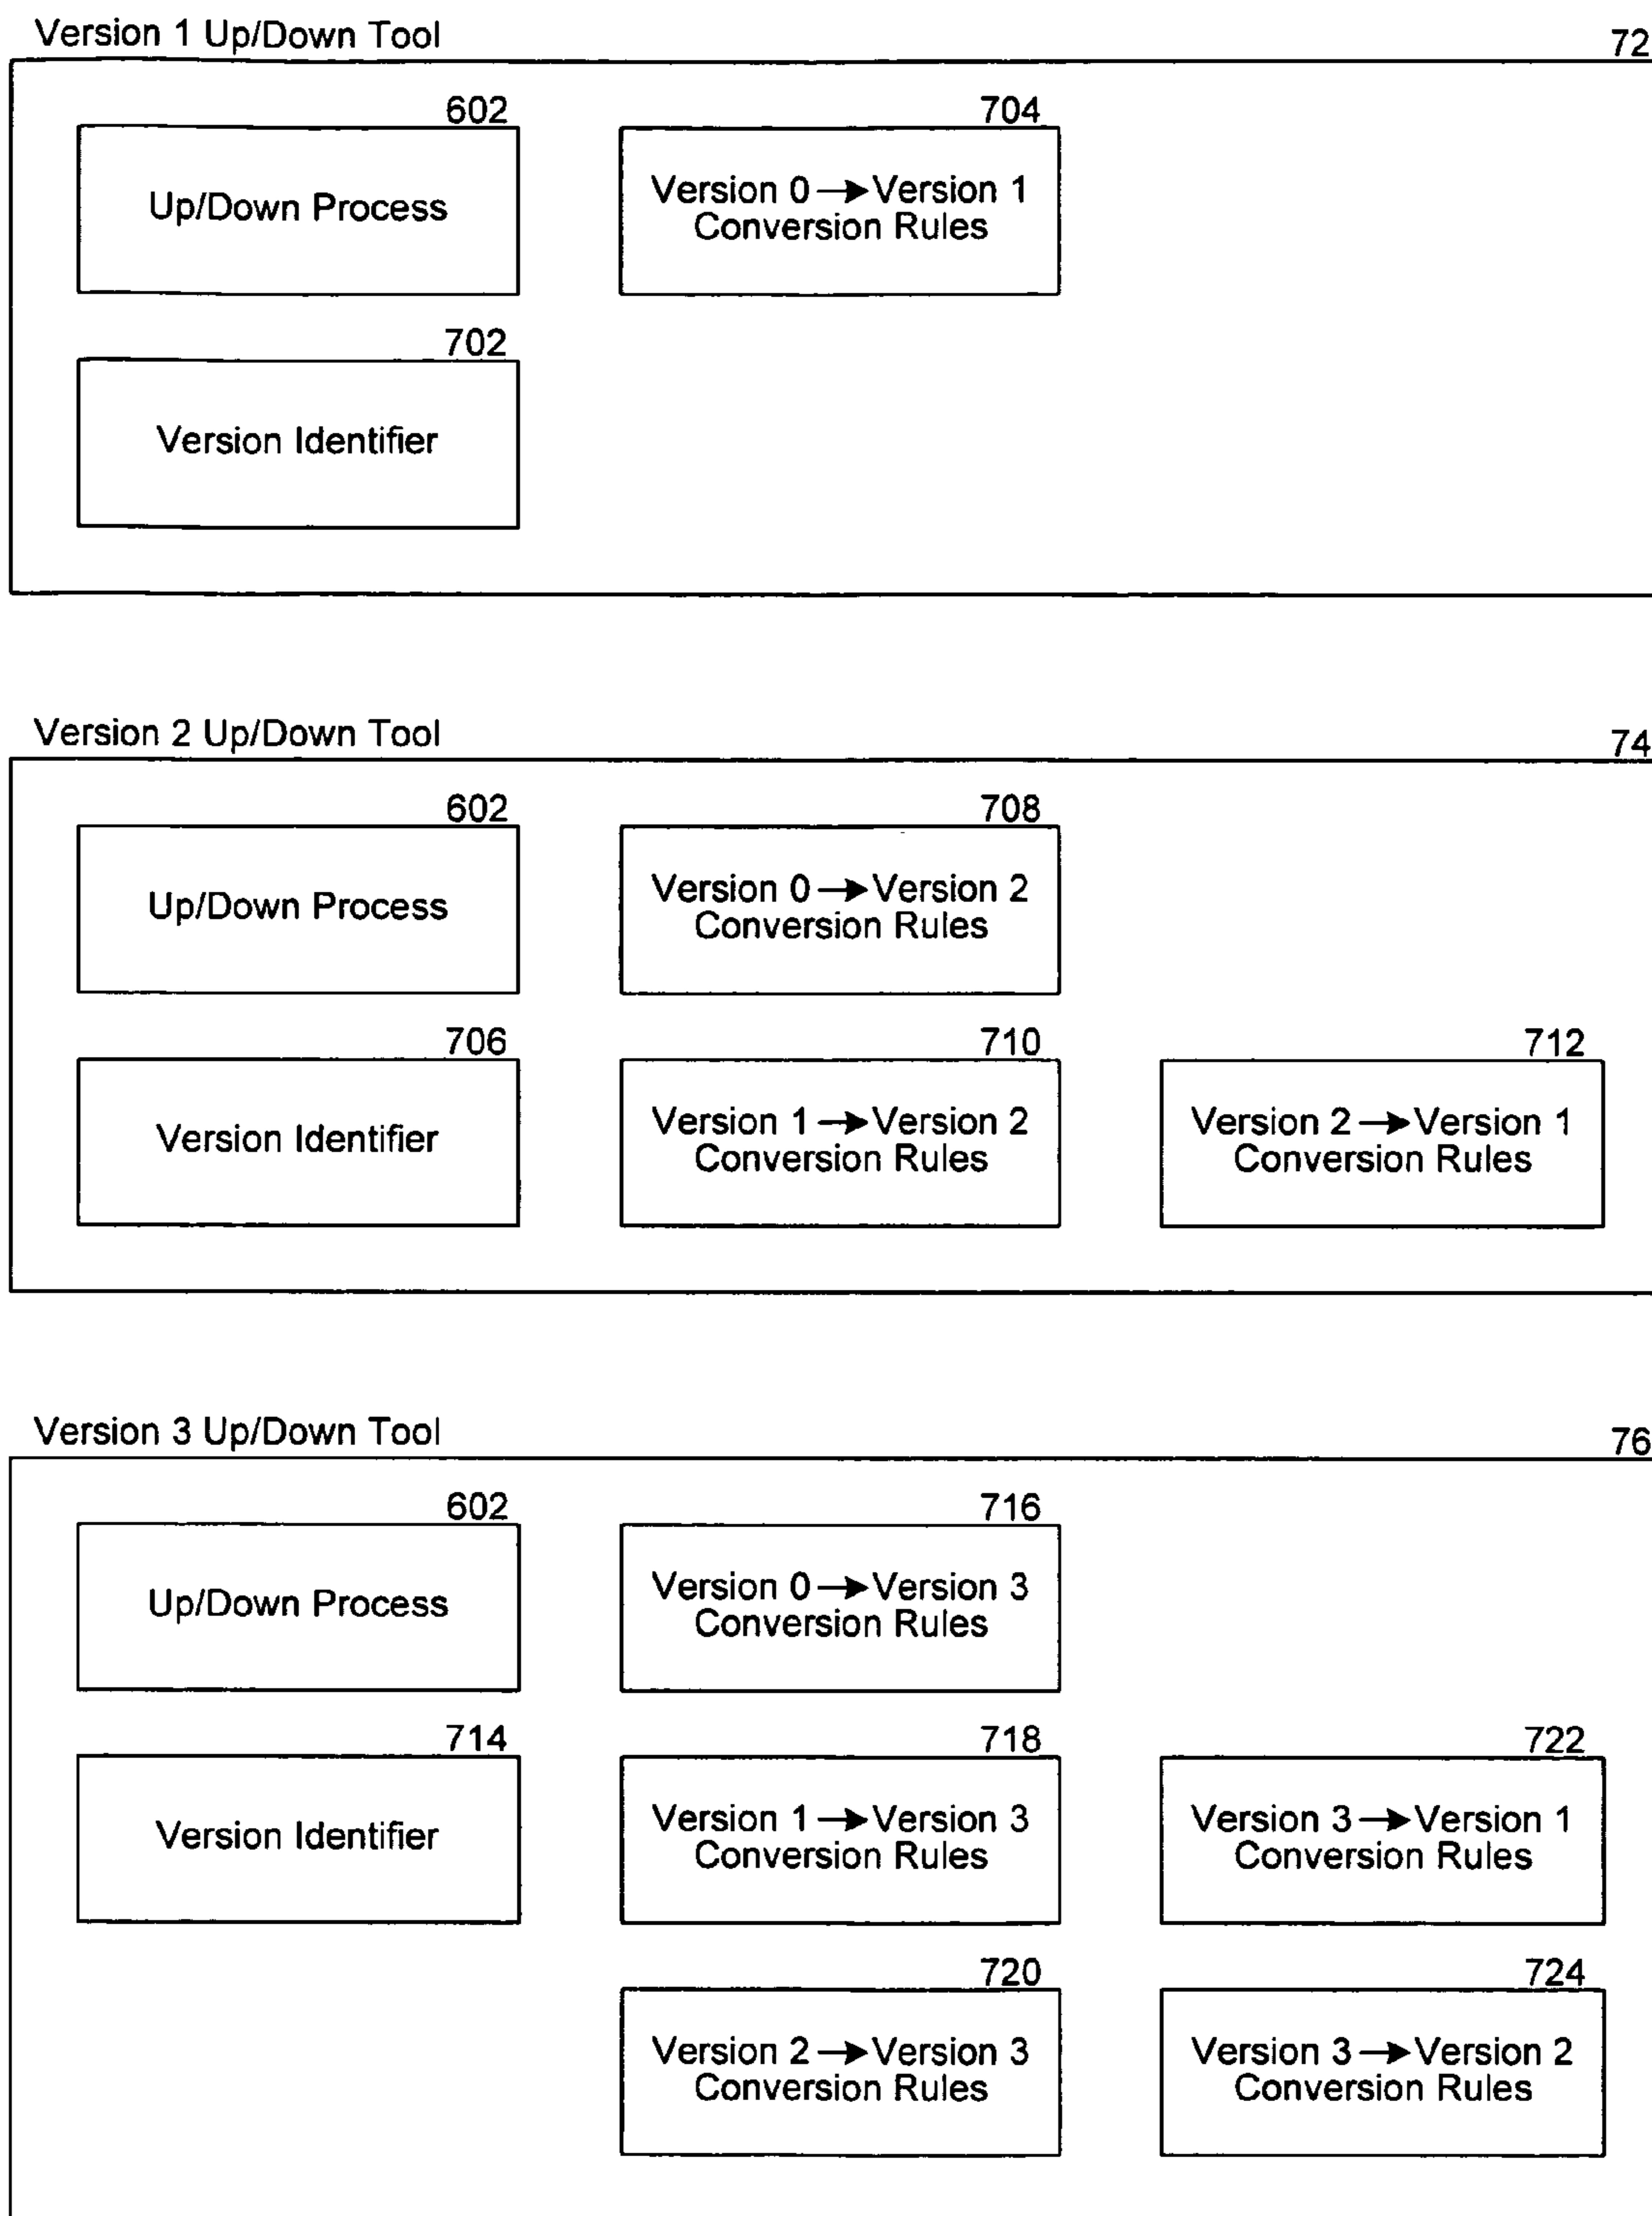 Version 1 Up/Down Tool
72
602
704
Up/Down Process
Version 0 → Version 1
Conversion Rules
702
Version Identifier
Version 2 Up/Down Tool
74
602
708
Up/Down Process
Version 0 → Version 2
Conversion Rules
706
710
712
Version Identifier
Version 1 → Version 2
Conversion Rules
Version 2 → Version 1
Conversion Rules
Version 3 Up/Down Tool
76
602
716
Up/Down Process
Version 0 → Version 3
Conversion Rules
714
718
722
Version Identifier
Version 1 → Version 3
Conversion Rules
Version 3 → Version 1
Conversion Rules
720
724
Version 2 → Version 3
Conversion Rules
Version 3 → Version 2
Conversion Rules